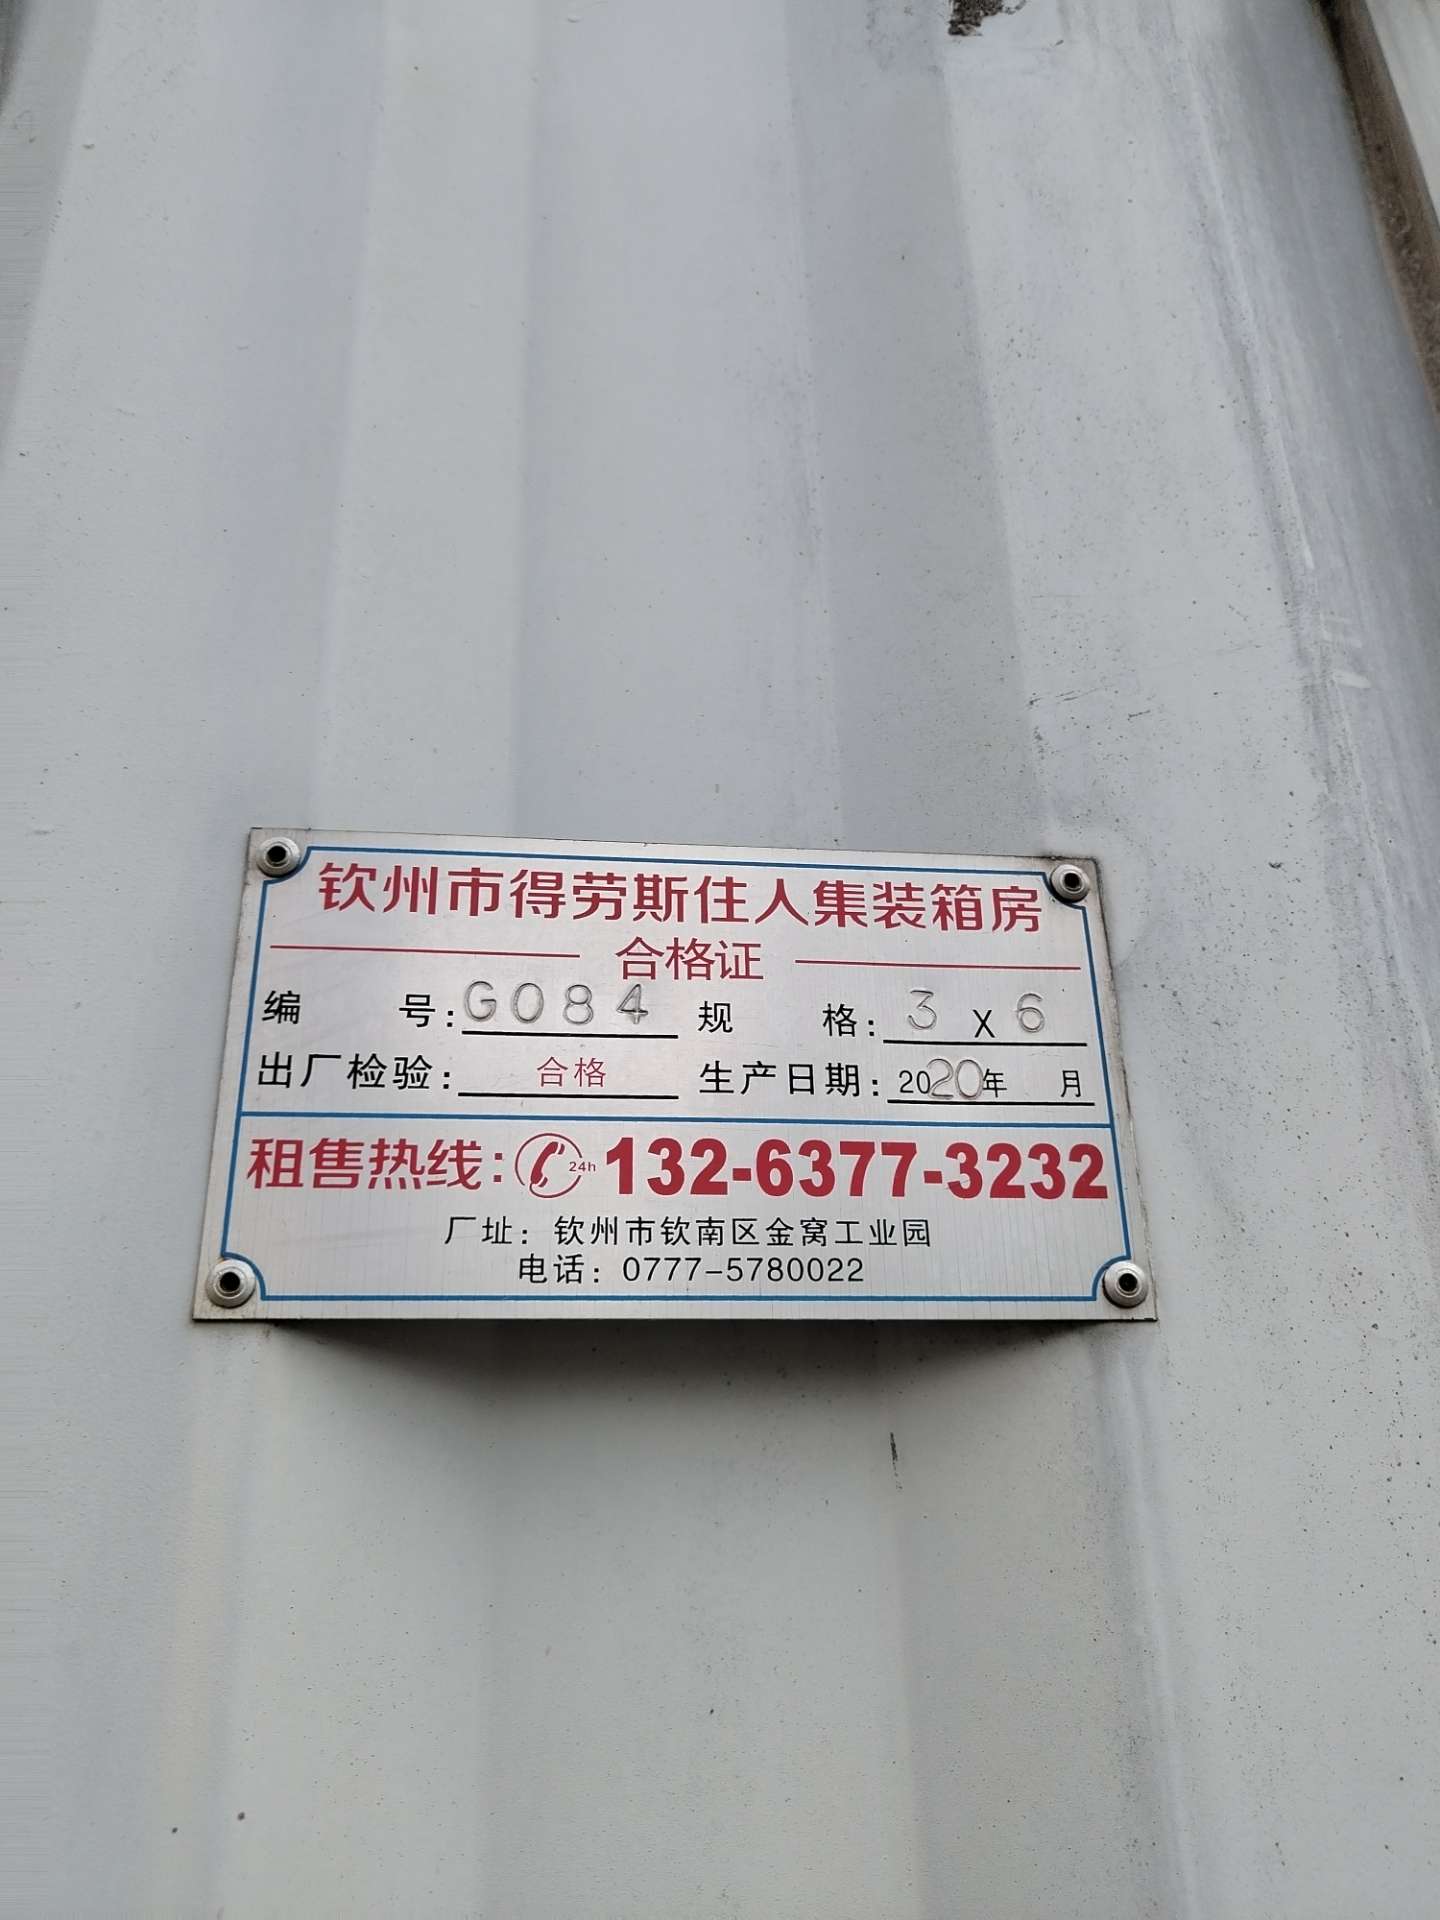 钦州市得劳斯住人集装箱房
合格证
编 号:G084 规 格:3 X 6
出厂检验:合格 生产日期:2020年 月
租售热线:24h 132-6377-3232
厂址:钦州市钦南区金窝工业园
电话:0777-5780022